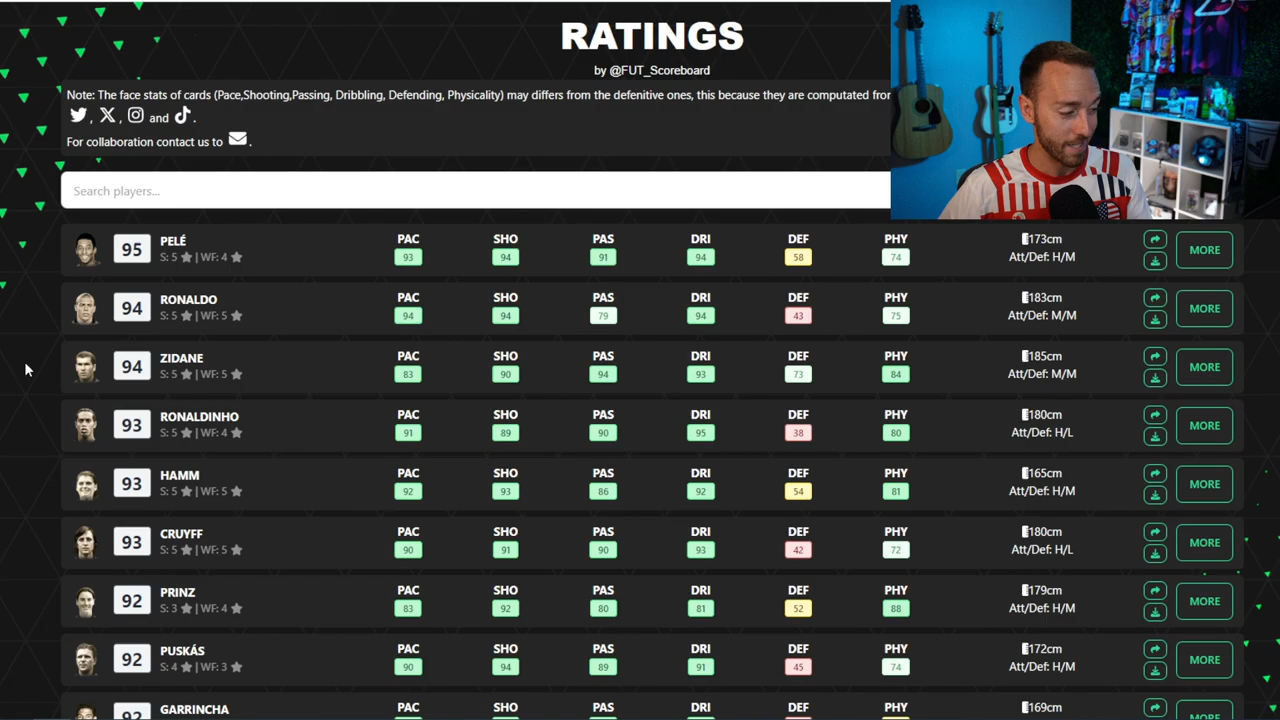 RATINGS
by @FUT_Scoreboard
Note: The face stats of cards (Pace,Shooting,Passing, Dribbling, Defending, Physicality) may differs from the defenitive ones, this because they are computated from
, , and .
For collaboration contact us to .
Search players...
95 PELÉ S: 5 ★ | WF: 4 ★ PAC 93 SHO 94 PAS 91 DRI 94 DEF 58 PHY 74 173cm Att/Def: H/M MORE
94 RONALDO S: 5 ★ | WF: 5 ★ PAC 94 SHO 94 PAS 79 DRI 94 DEF 43 PHY 75 183cm Att/Def: M/M MORE
94 ZIDANE S: 5 ★ | WF: 5 ★ PAC 83 SHO 90 PAS 94 DRI 93 DEF 73 PHY 84 185cm Att/Def: M/M MORE
93 RONALDINHO S: 5 ★ | WF: 4 ★ PAC 91 SHO 89 PAS 90 DRI 95 DEF 38 PHY 80 180cm Att/Def: H/L MORE
93 HAMM S: 5 ★ | WF: 5 ★ PAC 92 SHO 93 PAS 86 DRI 92 DEF 54 PHY 81 165cm Att/Def: H/M MORE
93 CRUYFF S: 5 ★ | WF: 5 ★ PAC 90 SHO 91 PAS 90 DRI 93 DEF 42 PHY 72 180cm Att/Def: H/L MORE
92 PRINZ S: 3 ★ | WF: 4 ★ PAC 83 SHO 92 PAS 80 DRI 81 DEF 52 PHY 88 179cm Att/Def: H/M MORE
92 PUSKÁS S: 4 ★ | WF: 3 ★ PAC 90 SHO 94 PAS 89 DRI 91 DEF 45 PHY 74 172cm Att/Def: H/M MORE
92 GARRINCHA PAC SHO PAS DRI DEF PHY 169cm MORE